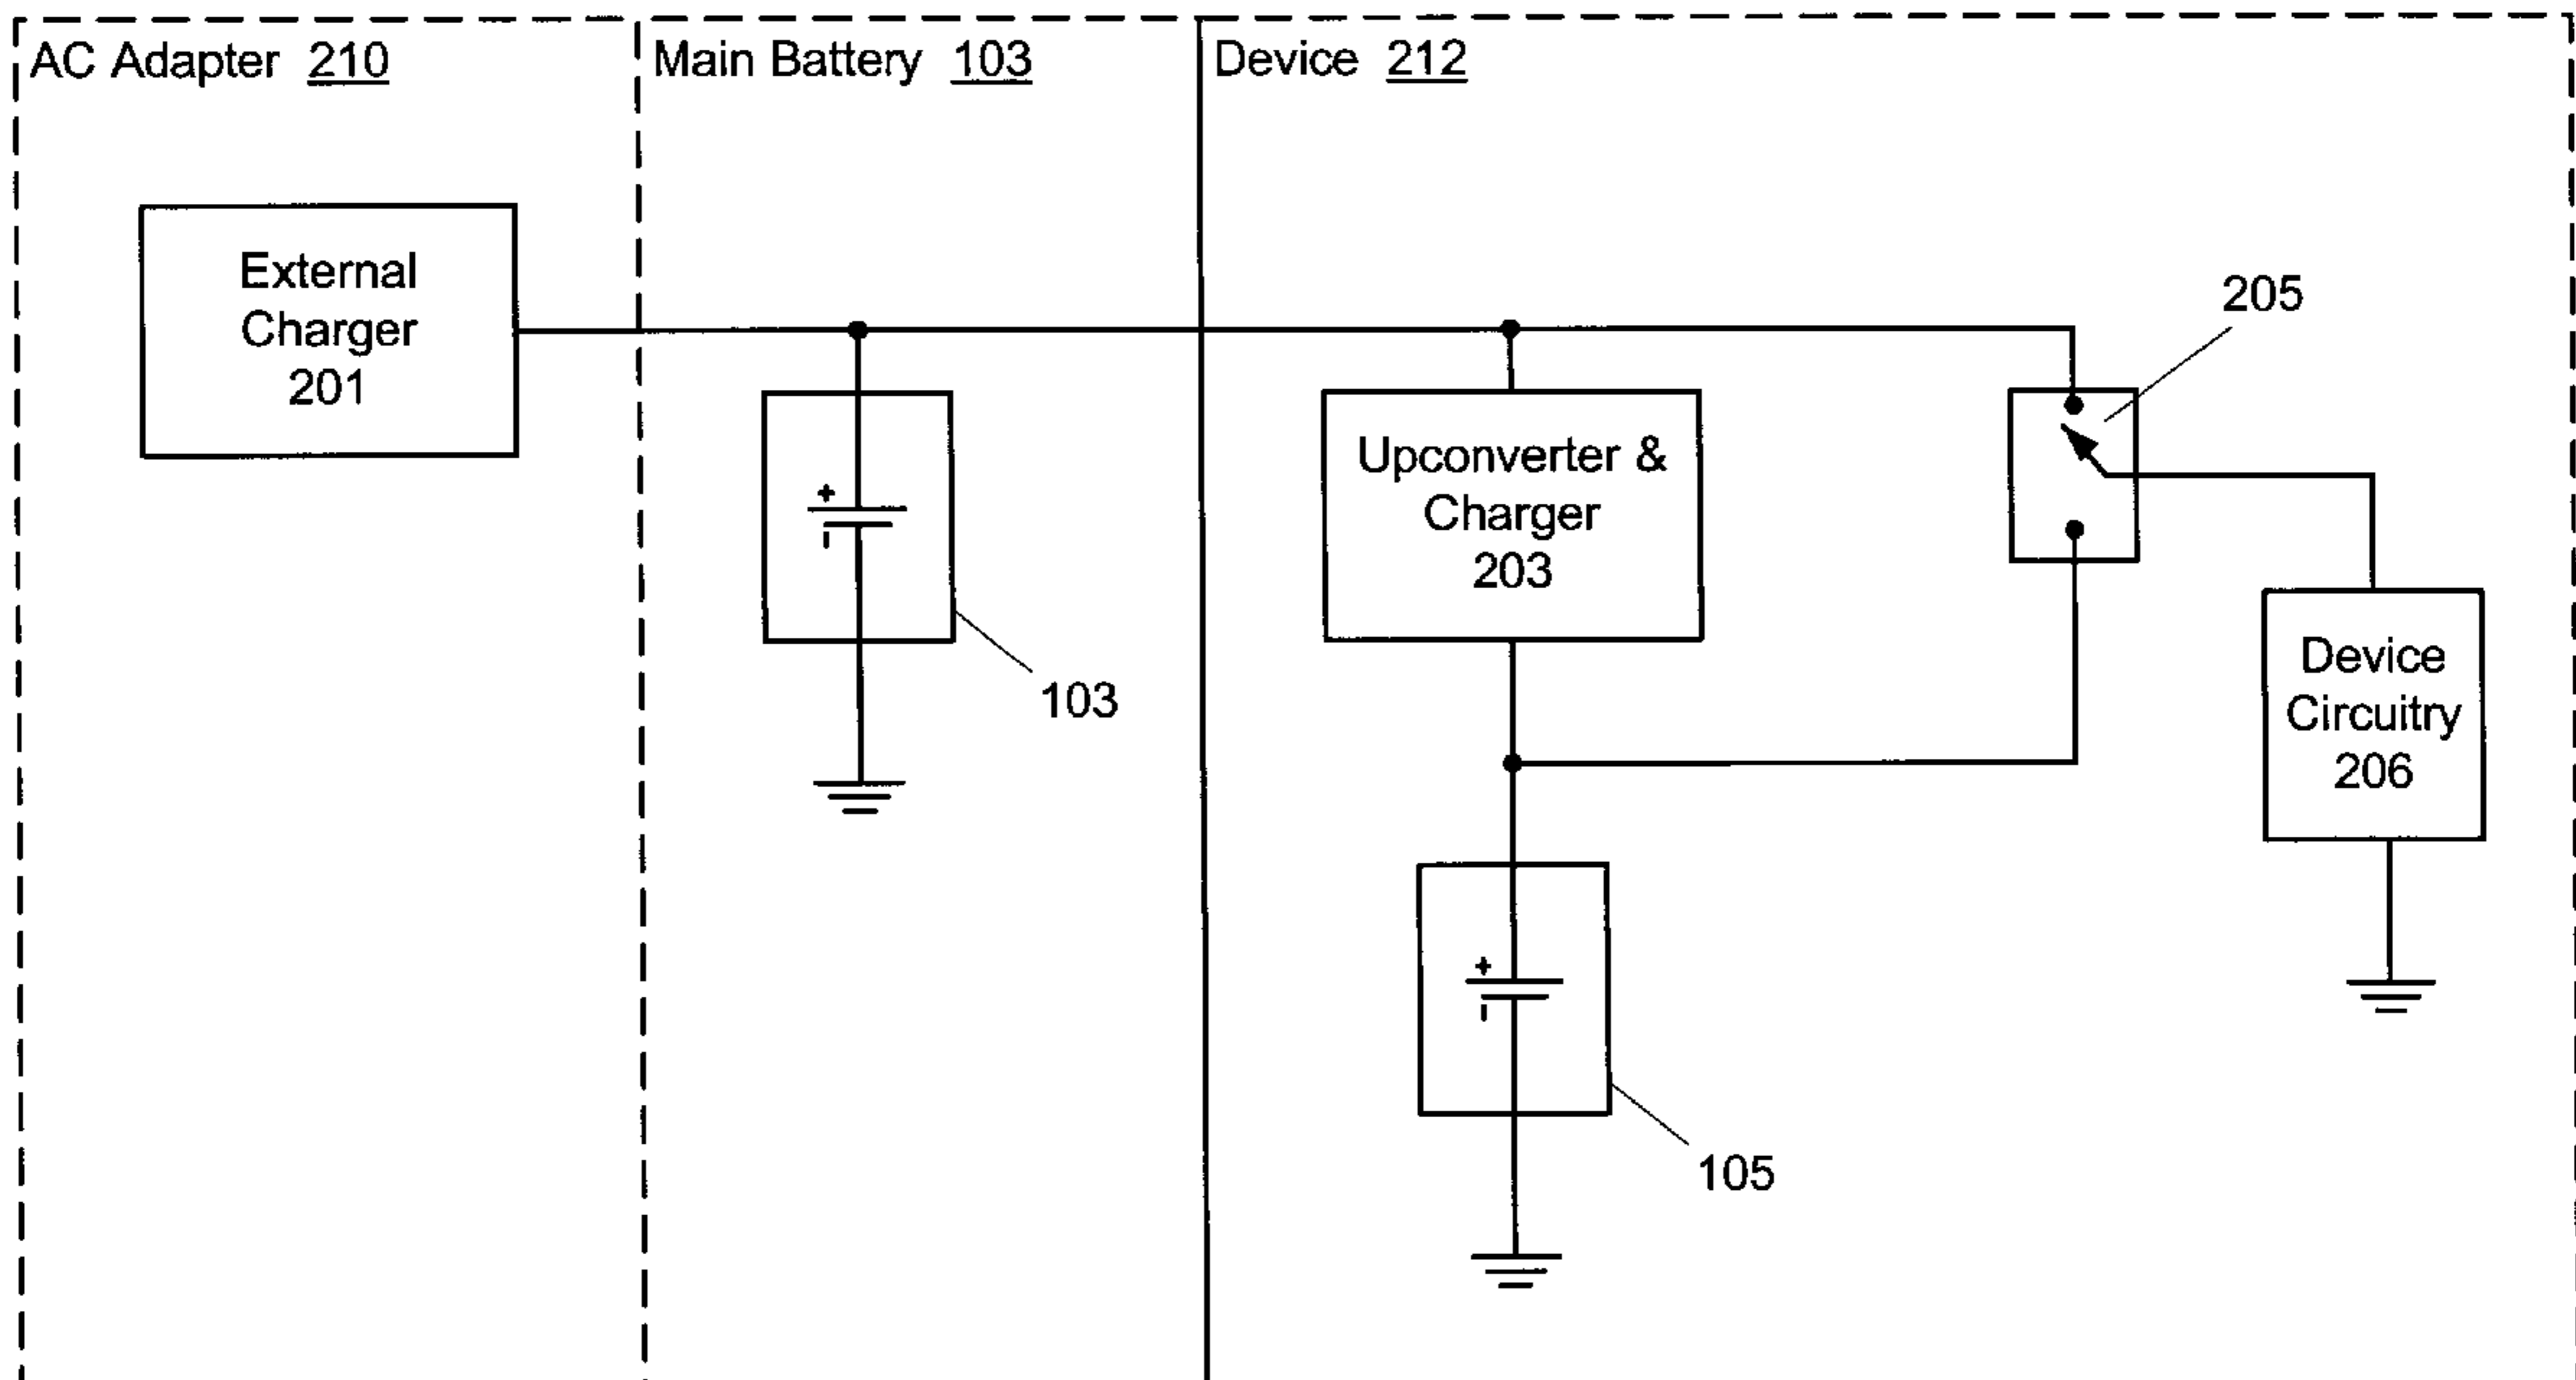 AC Adapter 210
Main Battery 103
Device 212
External
Charger
201
205
Upconverter &
Charger
203
+
-
103
Device
Circuitry
206
+
-
105